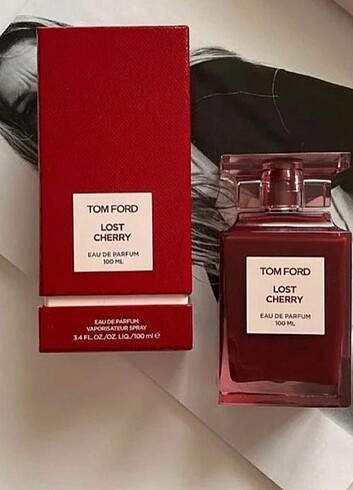 TOM FORD
LOST
CHERRY
EAU DE PARFUM
100 ML
EAU DE PARFUM
VAPORISATEUR SPRAY
3.4 FL. OZ./OZ. LIQ./100 ml ℮
TOM FORD
LOST
CHERRY
EAU DE PARFUM
100 ML